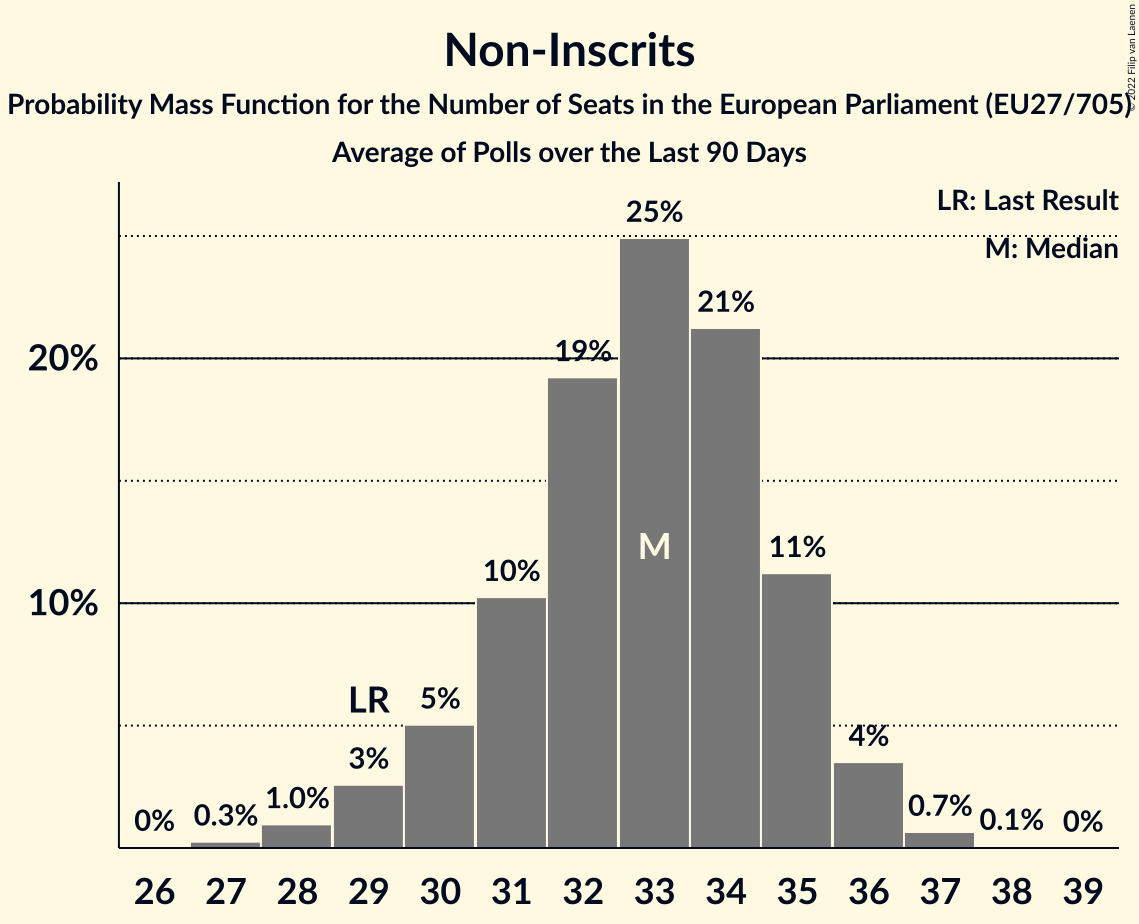 Non-Inscrits
Probability Mass Function for the Number of Seats in the European Parliament (EU27/705)
Average of Polls over the Last 90 Days
© 2022 Filip van Laenen
LR: Last Result
M: Median
25%
21%
20%
19%
M
11%
10%
10%
LR
5%
4%
3%
1.0%
0.7%
0.3%
0%
0.1%
0%
26 27 28 29 30 31 32 33 34 35 36 37 38 39